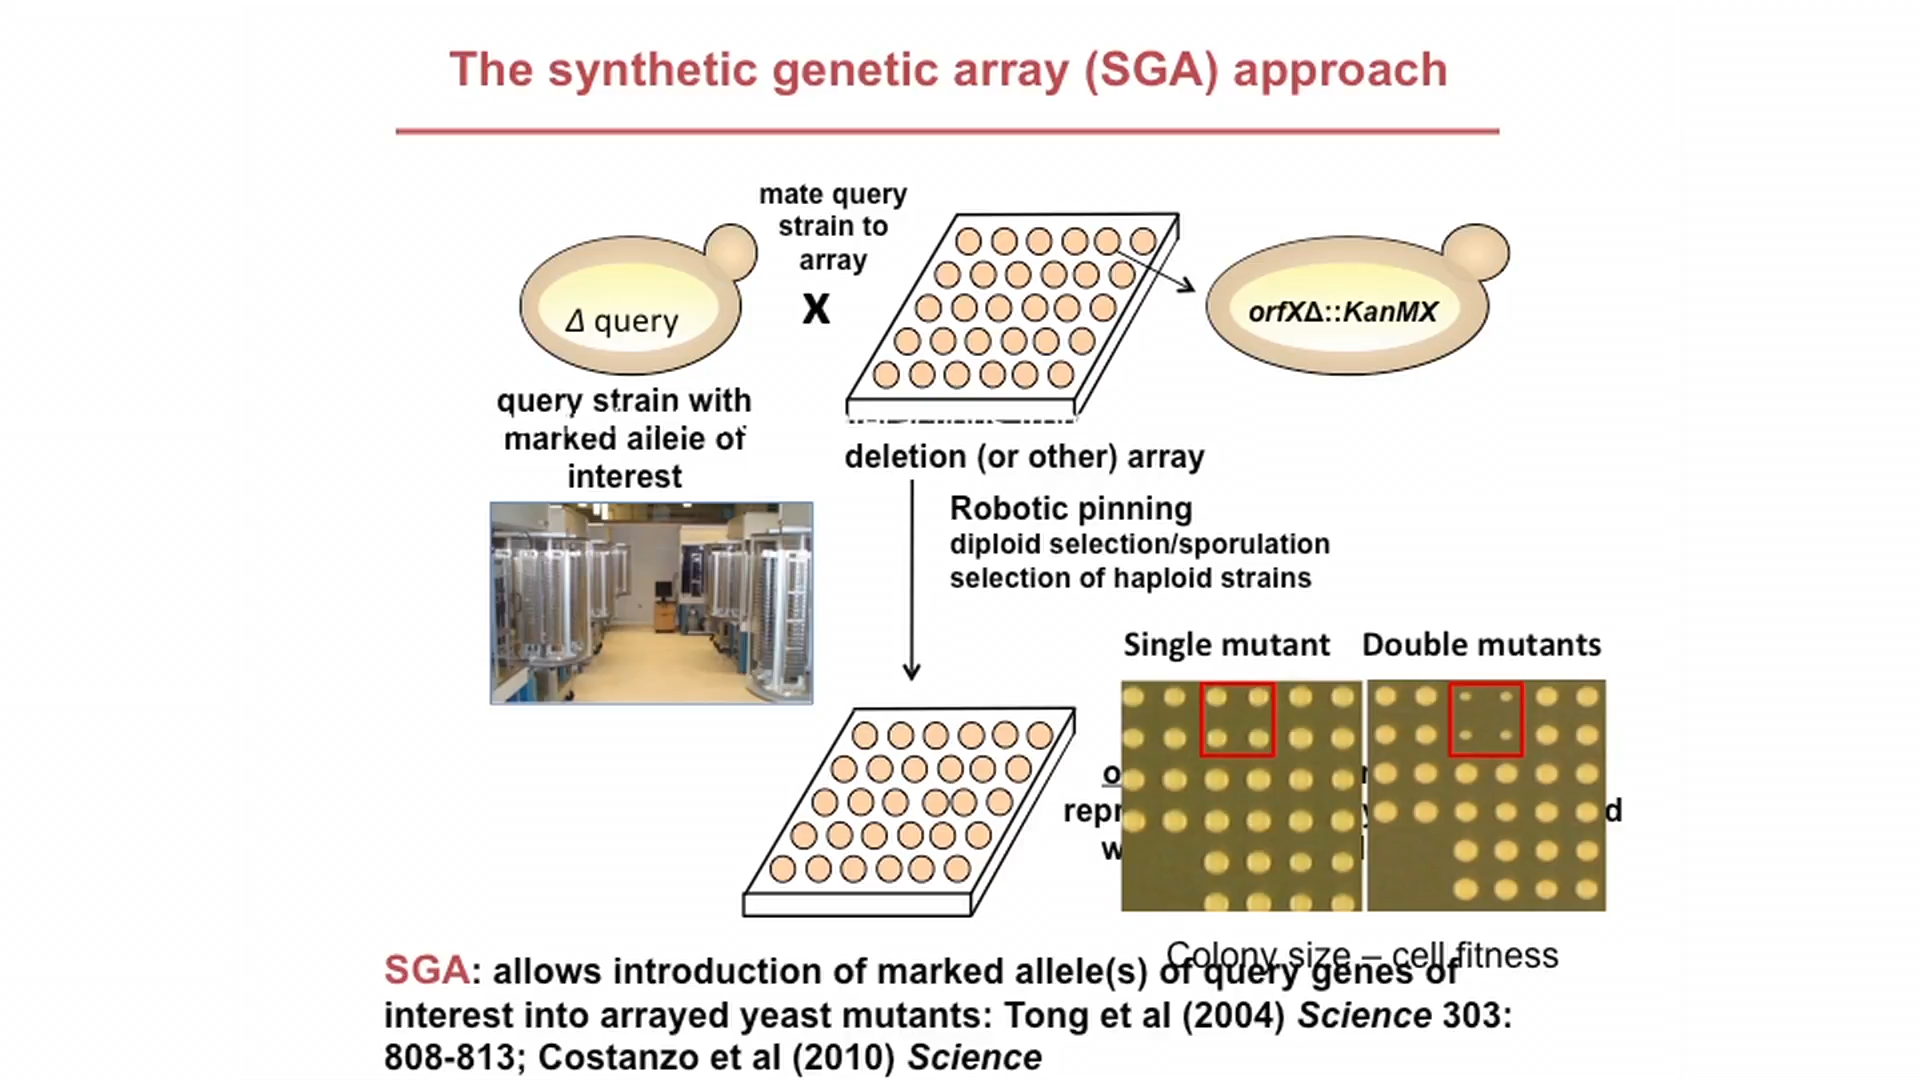 The synthetic genetic array (SGA) approach
mate query
strain to
array
X
Δ query
orfXΔ::KanMX
query strain with
marked allele of
interest
deletion (or other) array
Robotic pinning
diploid selection/sporulation
selection of haploid strains
Single mutant Double mutants
Colony size – cell fitness
SGA: allows introduction of marked allele(s) of query genes of
interest into arrayed yeast mutants: Tong et al (2004) Science 303:
808-813; Costanzo et al (2010) Science